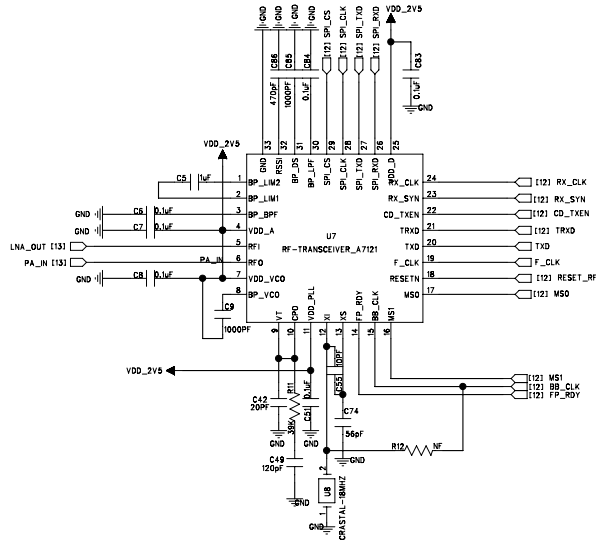 GND
GND
GND
GND
[12] SPI_CS
[12] SPI_CLK
[12] SPI_TXD
[12] SPI_RXD
VDD_2V5
C86
C85
C84
C83
470pF
1000PF
0.1uF
0.1uF
GND
VDD_2V5
33
32
31
30
29
28
27
26
25
GND
RSSI
BP_DS
BP_LPF
SPI_CS
SPI_CLK
SPI_TXD
SPI_RXD
VDD_D
C5 1uF
1 BP_LIM2
2 BP_LIM1
GND C6 0.1uF 3 BP_BPF
GND C7 0.1uF 4 VDD_A
LNA_OUT [13] 5 RFI
PA_IN [13] PA_IN 6 RFO
GND C8 0.1uF 7 VDD_VCO
8 BP_VCO
C9
1000PF
U7
RF-TRANSCEIVER_A7121
RX_CLK 24 [12] RX_CLK
RX_SYN 23 [12] RX_SYN
CD_TXEN 22 [12] CD_TXEN
TRXD 21 [12] TRXD
TXD 20 TXD
F_CLK 19 F_CLK
RESETN 18 [12] RESET_RF
MS0 17 [12] MS0
VT
CPO
VDD_PLL
XI
XS
FP_RDY
BB_CLK
MS1
9
10
11
12
13
14
15
16
VDD_2V5
10PF
C55
[12] MS1
[12] BB_CLK
[12] FP_RDY
C42
20PF
R11
39K
0.1uF
C51
C74
56pF
GND
GND
GND
R12 NF
C49
120pF
GND
2
U8
1
GND
CRASTAL-18MHZ